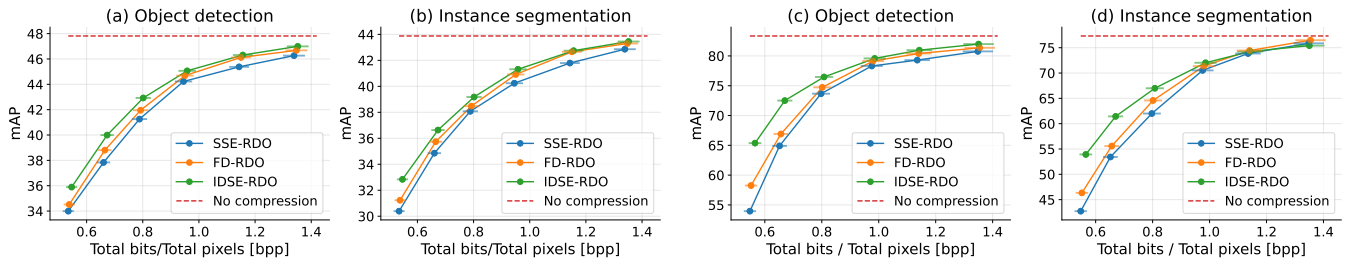 (a) Object detection
mAP
48
46
44
42
40
38
36
34
0.6 0.8 1.0 1.2 1.4
Total bits/Total pixels [bpp]
SSE-RDO
FD-RDO
IDSE-RDO
No compression
(b) Instance segmentation
mAP
44
42
40
38
36
34
32
30
0.6 0.8 1.0 1.2 1.4
Total bits/Total pixels [bpp]
SSE-RDO
FD-RDO
IDSE-RDO
No compression
(c) Object detection
mAP
80
75
70
65
60
55
0.6 0.8 1.0 1.2 1.4
Total bits / Total pixels [bpp]
SSE-RDO
FD-RDO
IDSE-RDO
No compression
(d) Instance segmentation
mAP
75
70
65
60
55
50
45
0.6 0.8 1.0 1.2 1.4
Total bits / Total pixels [bpp]
SSE-RDO
FD-RDO
IDSE-RDO
No compression